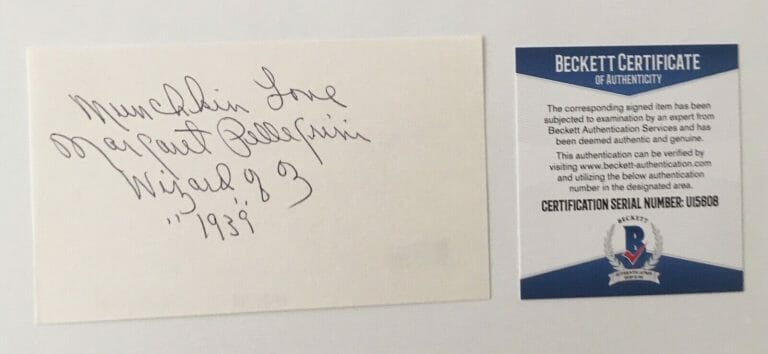 Munchkin Love
Margaret Pellegrini
Wizard of Oz
"1939"
BECKETT CERTIFICATE
OF AUTHENTICITY
The corresponding signed item has been
subjected to examination by an expert from
Beckett Authentication Services and has
been deemed authentic and genuine.
This authentication can be verified by
visiting www.beckett-authentication.com
and utilizing the below authentication
number in the designated area.
CERTIFICATION SERIAL NUMBER: U15608
BECKETT
B
AUTHENTICATION